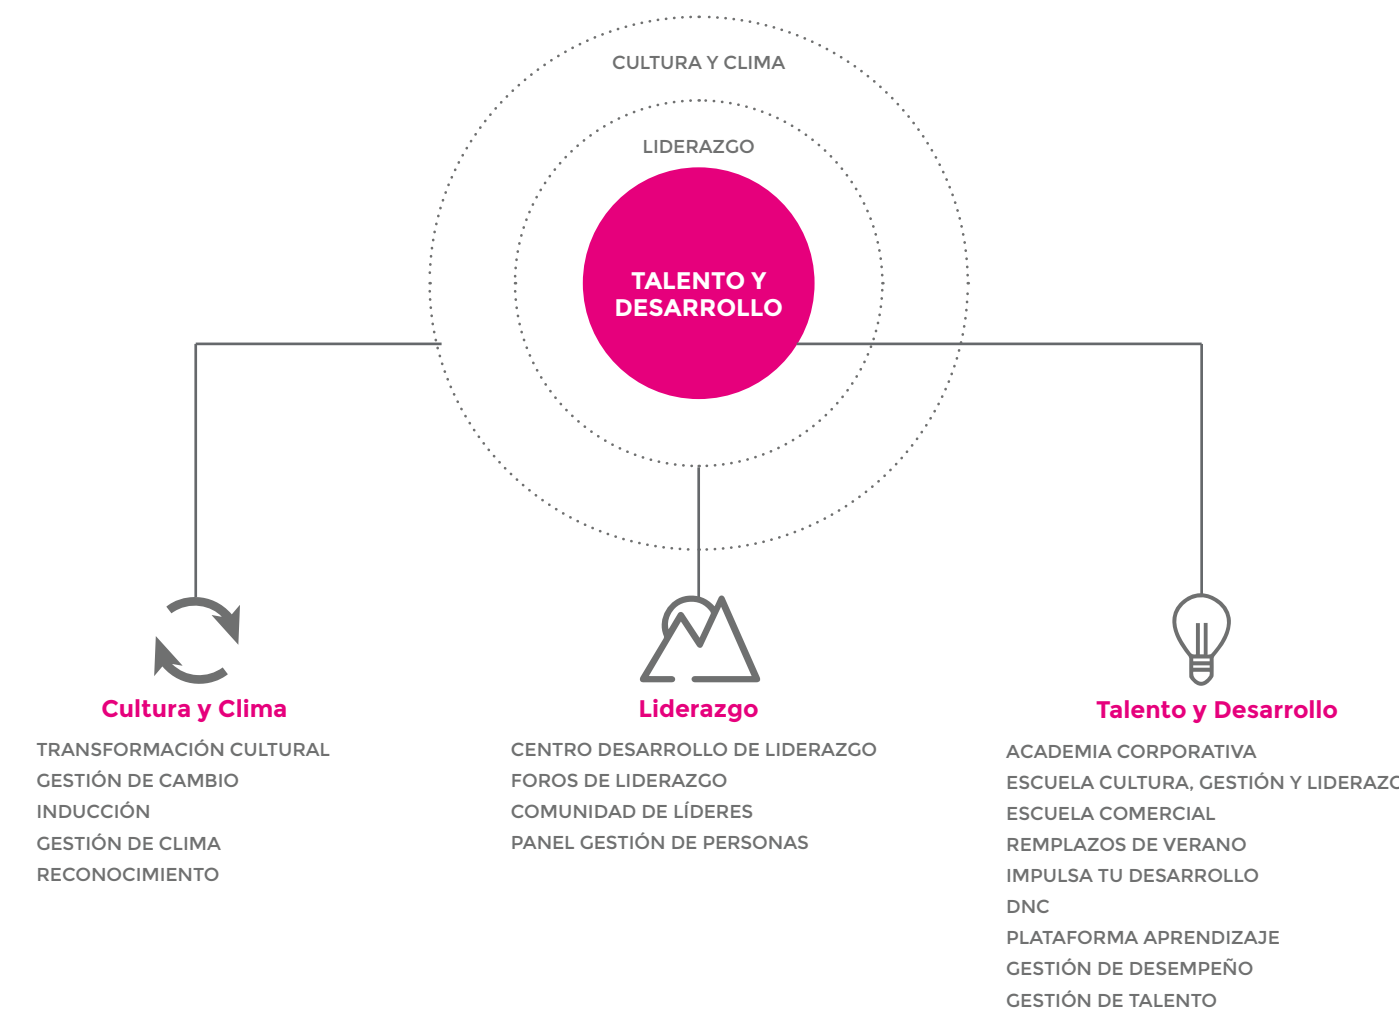 CULTURA Y CLIMA
LIDERAZGO
TALENTO Y
DESARROLLO
Cultura y Clima
TRANSFORMACIÓN CULTURAL
GESTIÓN DE CAMBIO
INDUCCIÓN
GESTIÓN DE CLIMA
RECONOCIMIENTO
Liderazgo
CENTRO DESARROLLO DE LIDERAZGO
FOROS DE LIDERAZGO
COMUNIDAD DE LÍDERES
PANEL GESTIÓN DE PERSONAS
Talento y Desarrollo
ACADEMIA CORPORATIVA
ESCUELA CULTURA, GESTIÓN Y
ESCUELA COMERCIAL
REMPLAZOS DE VERANO
IMPULSA TU DESARROLLO
DNC
PLATAFORMA APRENDIZAJE
GESTIÓN DE DESEMPEÑO
GESTIÓN DE TALENTO